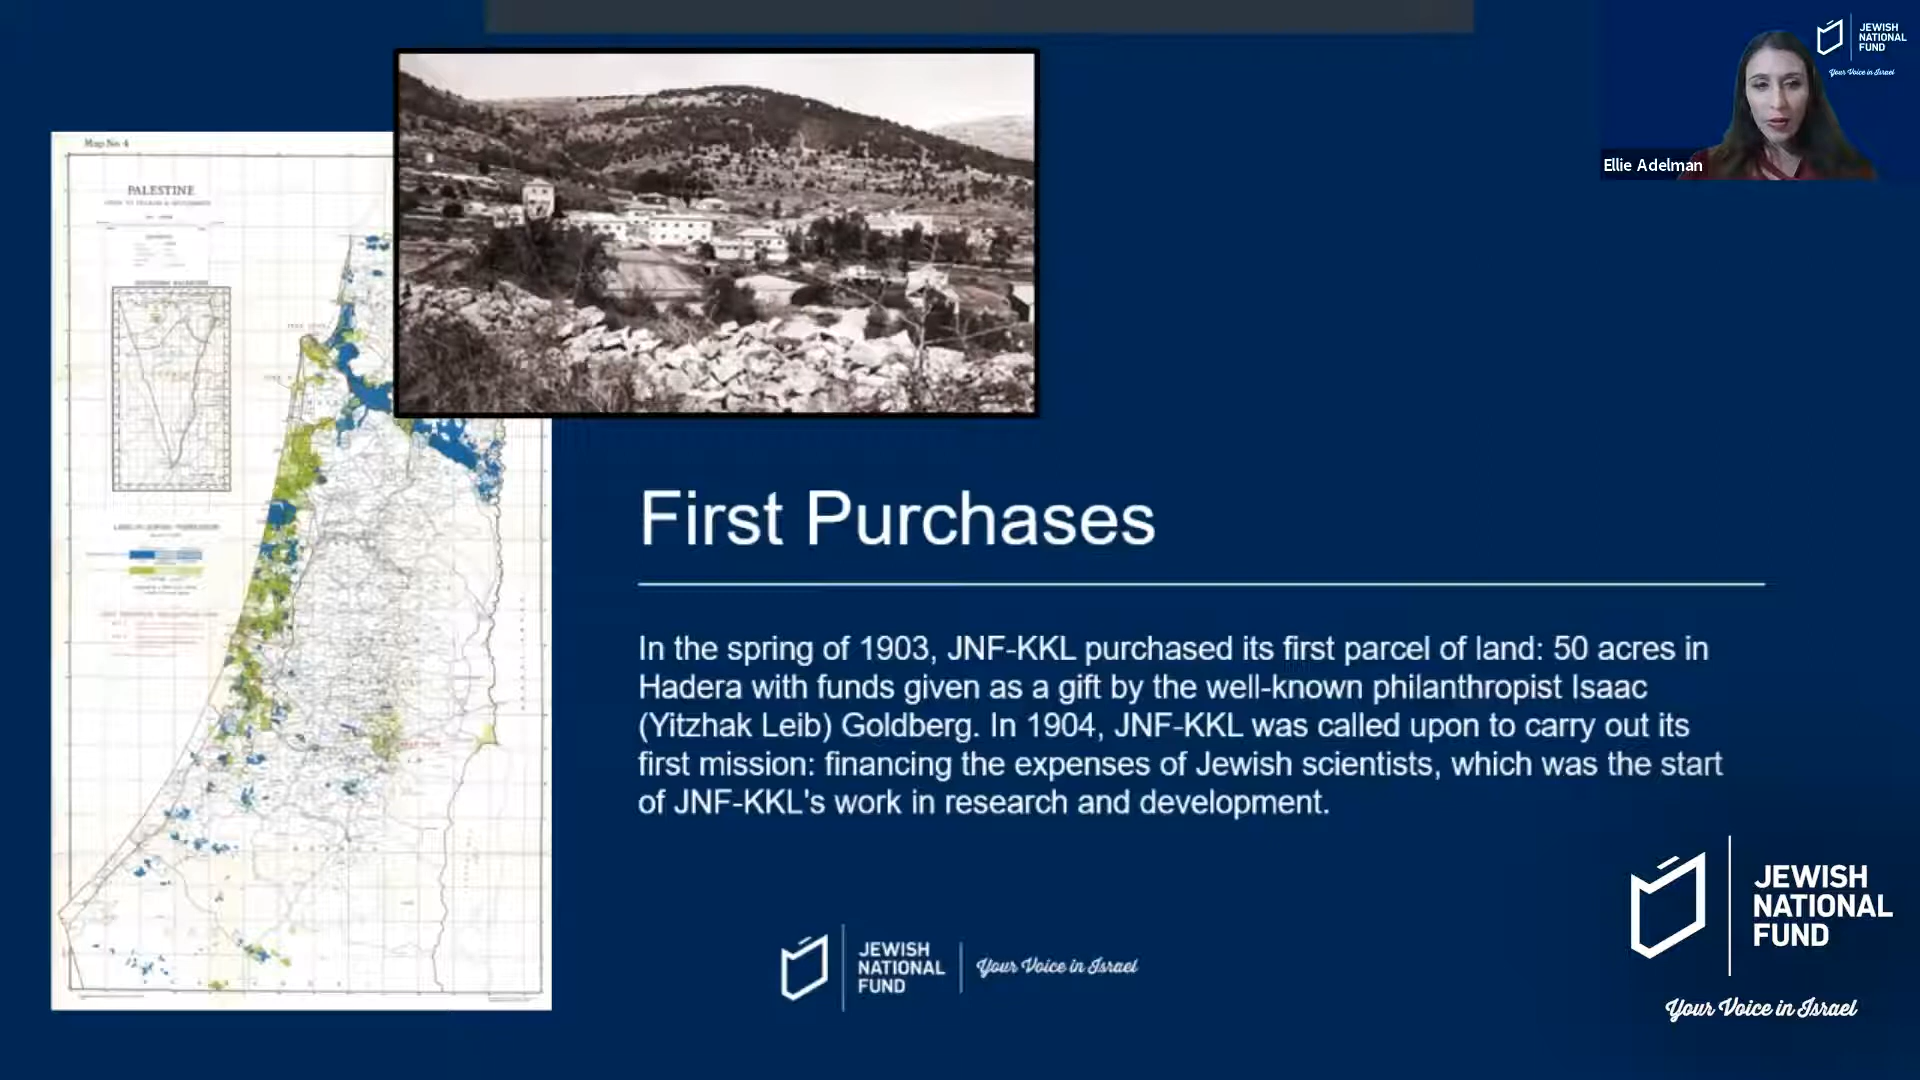 JEWISH
NATIONAL
FUND
Your Voice in Israel
Ellie Adelman
Map No 4
PALESTINE
First Purchases
In the spring of 1903, JNF-KKL purchased its first parcel of land: 50 acres in
Hadera with funds given as a gift by the well-known philanthropist Isaac
(Yitzhak Leib) Goldberg. In 1904, JNF-KKL was called upon to carry out its
first mission: financing the expenses of Jewish scientists, which was the start
of JNF-KKL's work in research and development.
JEWISH
NATIONAL
FUND
Your Voice in Israel
JEWISH
NATIONAL
FUND
Your Voice in Israel